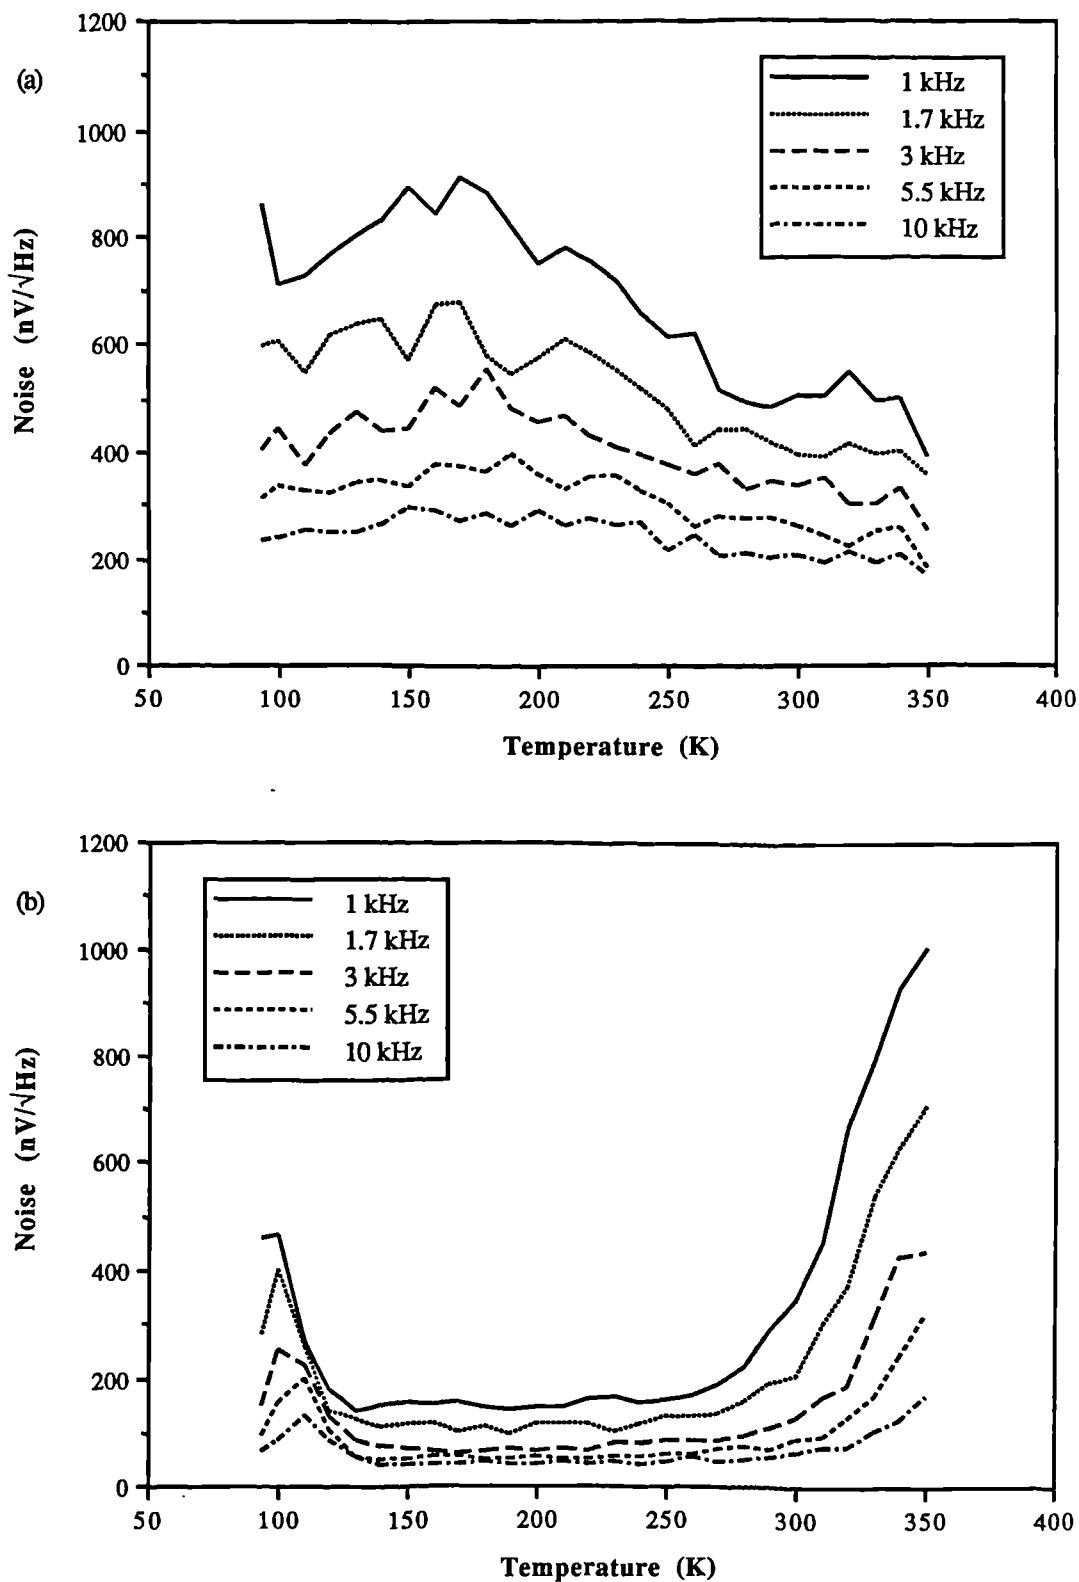 (a)
1200
1000
800
600
400
200
0
Noise (nV/√Hz)
1 kHz
1.7 kHz
3 kHz
5.5 kHz
10 kHz
50 100 150 200 250 300 350 400
Temperature (K)
(b)
1200
1000
800
600
400
200
0
Noise (nV/√Hz)
1 kHz
1.7 kHz
3 kHz
5.5 kHz
10 kHz
50 100 150 200 250 300 350 400
Temperature (K)